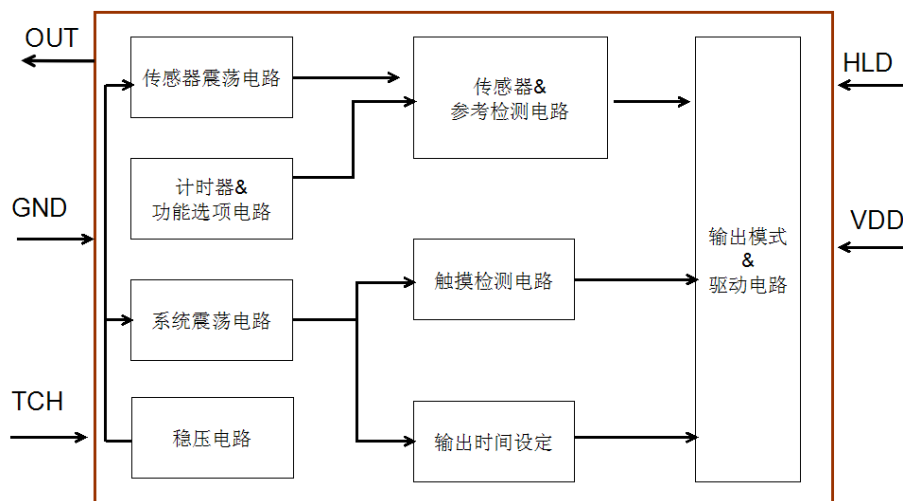 OUT
传感器震荡电路
传感器&
参考检测电路
HLD
计时器&
功能选项电路
GND
VDD
输出模式
&
驱动电路
触摸检测电路
系统震荡电路
TCH
稳压电路
输出时间设定